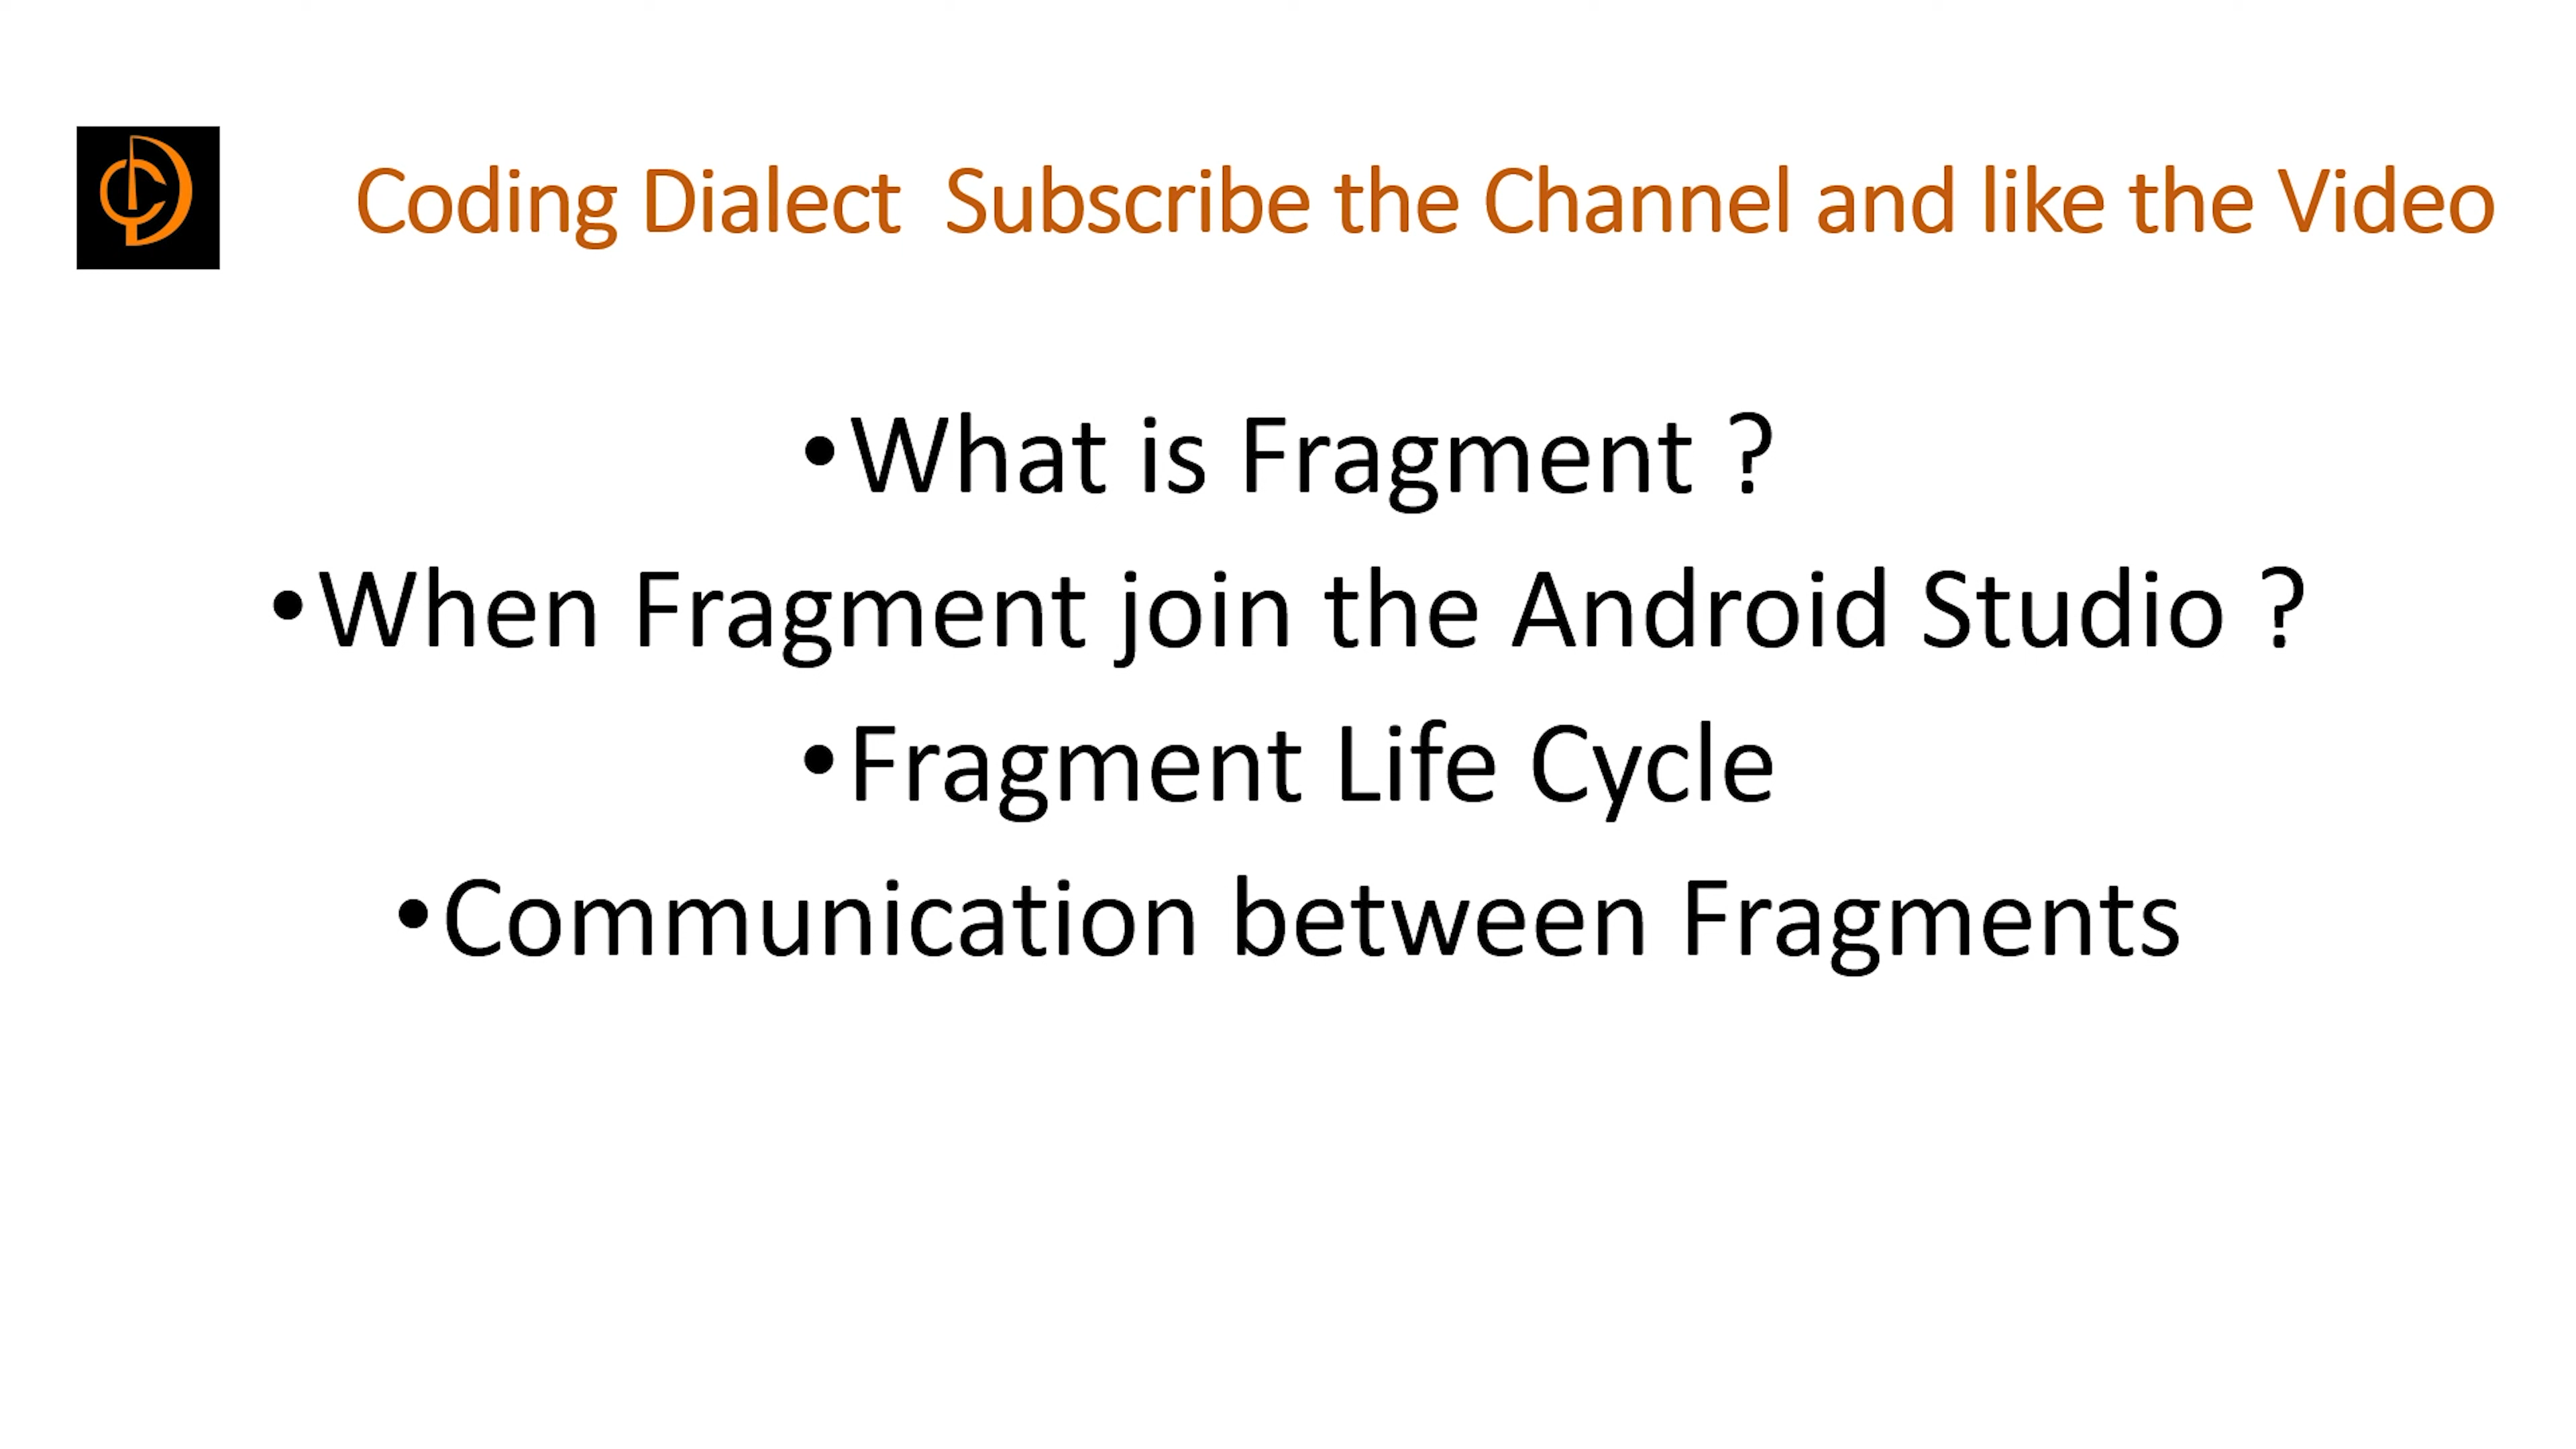 Coding Dialect  Subscribe the Channel and like the Video
•What is Fragment ?
•When Fragment join the Android Studio ?
•Fragment Life Cycle
•Communication between Fragments